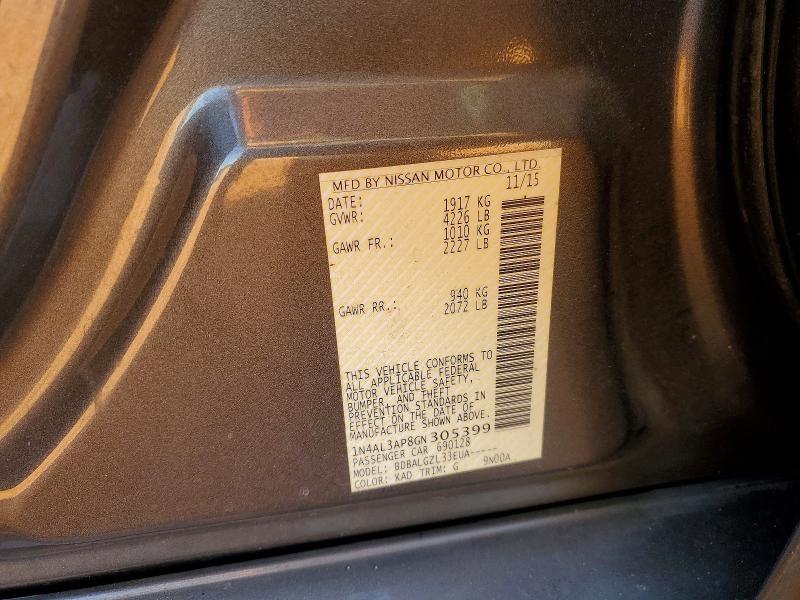 MFD BY NISSAN MOTOR CO., LTD.
DATE: 11/15
GVWR: 1917 KG
4226 LB
GAWR FR.: 1010 KG
2227 LB
GAWR RR.: 940 KG
2072 LB
THIS VEHICLE CONFORMS TO
ALL APPLICABLE FEDERAL
MOTOR VEHICLE SAFETY,
BUMPER, AND THEFT
PREVENTION STANDARDS IN
EFFECT ON THE DATE OF
MANUFACTURE SHOWN ABOVE.
1N4AL3AP8GN305399
PASSENGER CAR 690128
MODEL: BDBALGZL33EUA-----
COLOR: KAD TRIM: G 9N00A